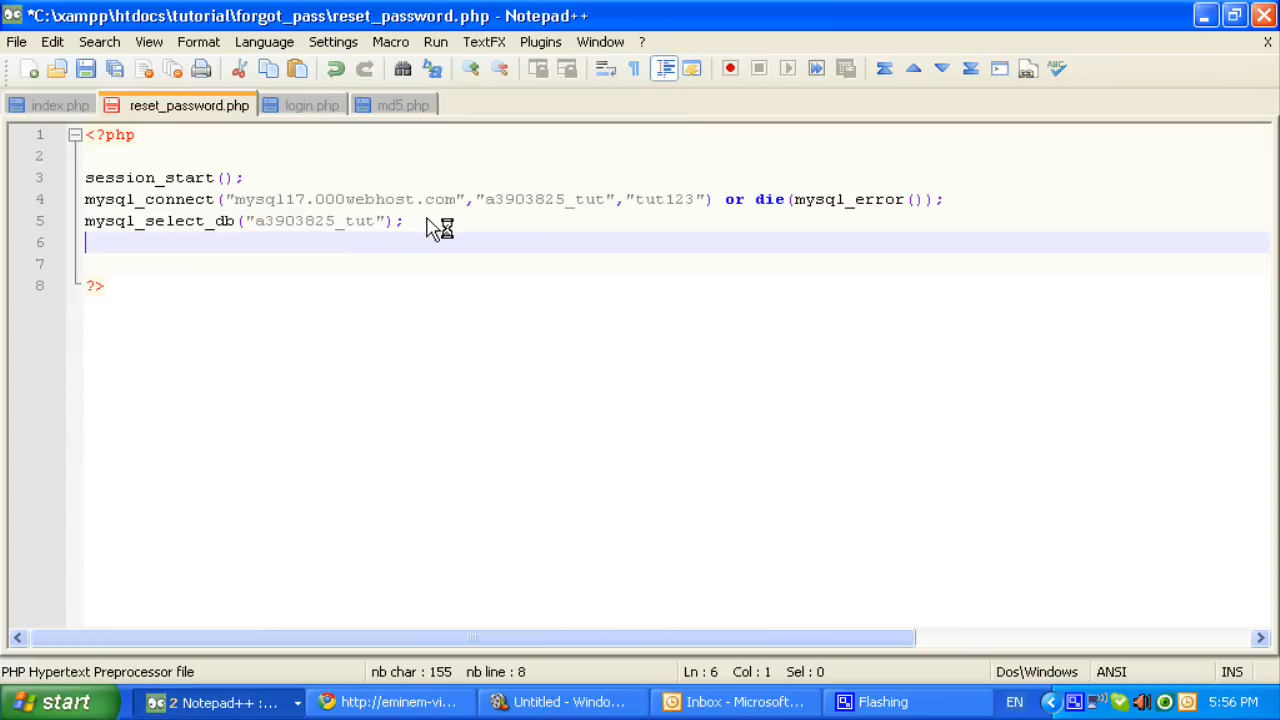 *C:\xampp\htdocs\tutorial\forgot_pass\reset_password.php - Notepad++
File Edit Search View Format Language Settings Macro Run TextFX Plugins Window ? X
index.php reset_password.php login.php md5.php
1 <?php
2
3 session_start();
4 mysql_connect("mysql17.000webhost.com","a3903825_tut","tut123") or die(mysql_error());
5 mysql_select_db("a3903825_tut");
6
7
8 ?>
PHP Hypertext Preprocessor file nb char : 155 nb line : 8 Ln : 6 Col : 1 Sel : 0 Dos\Windows ANSI INS
start 2 Notepad++ :... http://eminem-vi... Untitled - Windo... Inbox - Microsoft... Flashing EN 5:56 PM